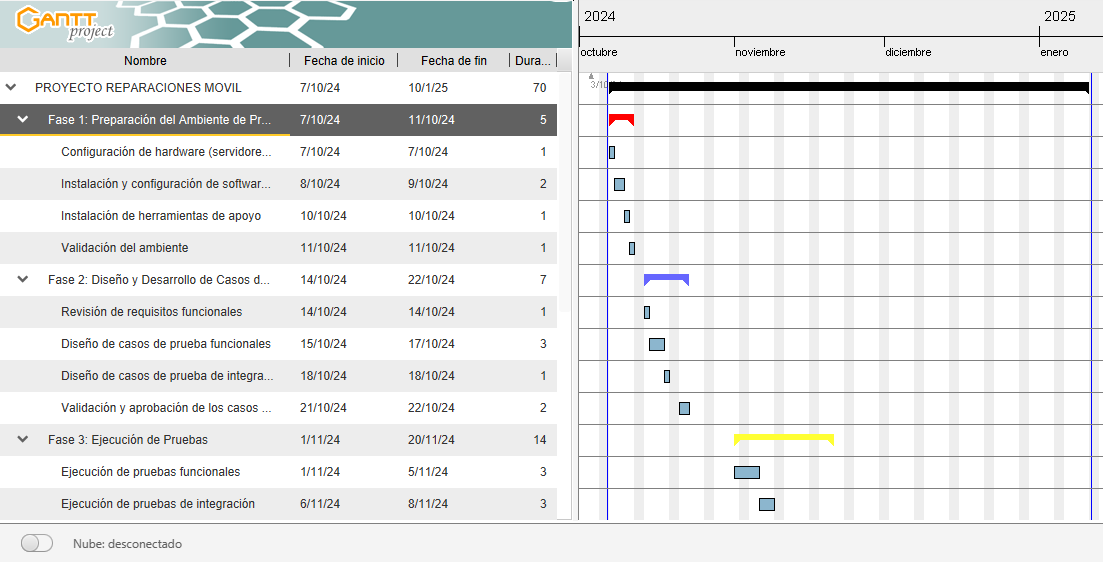 GANTT project
2024 2025
octubre noviembre diciembre enero
Nombre Fecha de inicio Fecha de fin Dura...
PROYECTO REPARACIONES MOVIL 7/10/24 10/1/25 70
Fase 1: Preparación del Ambiente de Pr... 7/10/24 11/10/24 5
Configuración de hardware (servidore... 7/10/24 7/10/24 1
Instalación y configuración de softwar... 8/10/24 9/10/24 2
Instalación de herramientas de apoyo 10/10/24 10/10/24 1
Validación del ambiente 11/10/24 11/10/24 1
Fase 2: Diseño y Desarrollo de Casos d... 14/10/24 22/10/24 7
Revisión de requisitos funcionales 14/10/24 14/10/24 1
Diseño de casos de prueba funcionales 15/10/24 17/10/24 3
Diseño de casos de prueba de integra... 18/10/24 18/10/24 1
Validación y aprobación de los casos ... 21/10/24 22/10/24 2
Fase 3: Ejecución de Pruebas 1/11/24 20/11/24 14
Ejecución de pruebas funcionales 1/11/24 5/11/24 3
Ejecución de pruebas de integración 6/11/24 8/11/24 3
Nube: desconectado